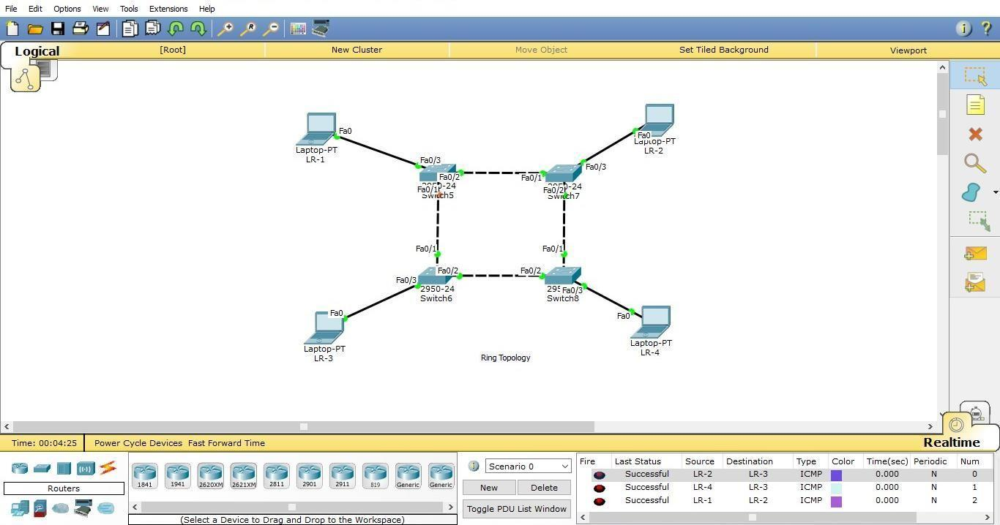 File Edit Options View Tools Extensions Help
Logical [Root] New Cluster Move Object Set Tiled Background Viewport
Fa0
Laptop-PT
LR-1
Fa0
Laptop-PT
LR-2
Fa0/3
Fa0/2
Fa0/1
Switch5
Fa0/3
Fa0/1
Fa0/2
Switch7
Fa0/1
Fa0/2
Fa0/3
2950-24
Switch6
Fa0/1
Fa0/2
Fa0/3
Switch8
Fa0
Laptop-PT
LR-3
Fa0
Laptop-PT
LR-4
Ring Topology
Time: 00:04:25 Power Cycle Devices Fast Forward Time Realtime
Routers
1841 1941 2620XM 2621XM 2811 2901 2911 819 Generic Generic
(Select a Device to Drag and Drop to the Workspace)
Scenario 0
New Delete
Toggle PDU List Window
Fire Last Status Source Destination Type Color Time(sec) Periodic Num
Successful LR-2 LR-3 ICMP 0.000 N 0
Successful LR-4 LR-3 ICMP 0.000 N 1
Successful LR-1 LR-2 ICMP 0.000 N 2